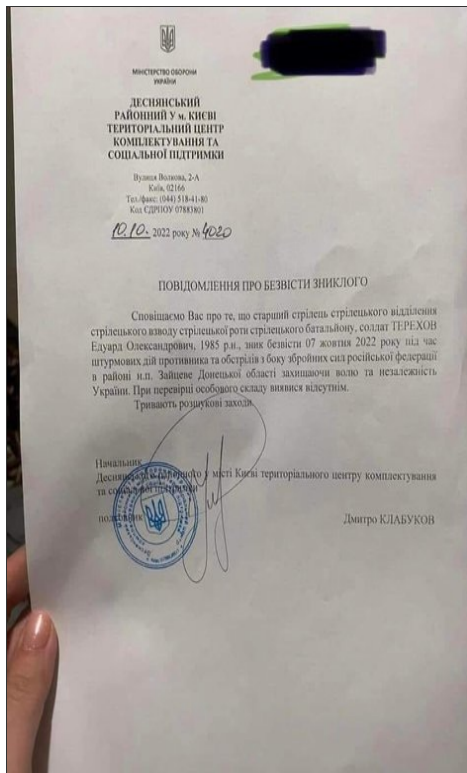 МІНІСТЕРСТВО ОБОРОНИ
УКРАЇНИ
ДЕСНЯНСЬКИЙ
РАЙОННИЙ У м. КИЄВІ
ТЕРИТОРІАЛЬНИЙ ЦЕНТР
КОМПЛЕКТУВАННЯ ТА
СОЦІАЛЬНОЇ ПІДТРИМКИ
Вулиця Волкова, 2-А
Київ, 02166
Тел./факс: (044) 518-41-80
Код ЄДРПОУ 07883801
10.10. 2022 року № 4020
ПОВІДОМЛЕННЯ ПРО БЕЗВІСТИ ЗНИКЛОГО
Сповіщаємо Вас про те, що старший стрілець стрілецького відділення
стрілецького взводу стрілецької роти стрілецького батальйону, солдат ТЕРЕХОВ
Едуард Олександрович, 1985 р.н., зник безвісти 07 жовтня 2022 року під час
штурмових дій противника та обстрілів з боку збройних сил російської федерації
в районі н.п. Зайцеве Донецької області захищаючи волю та незалежність
України. При перевірці особового складу виявися відсутнім.
Тривають розшукові заходи.
Начальник
Деснянського районного у місті Києві територіального центру комплектування
та соціальної підтримки
полковник Дмитро КЛАБУКОВ